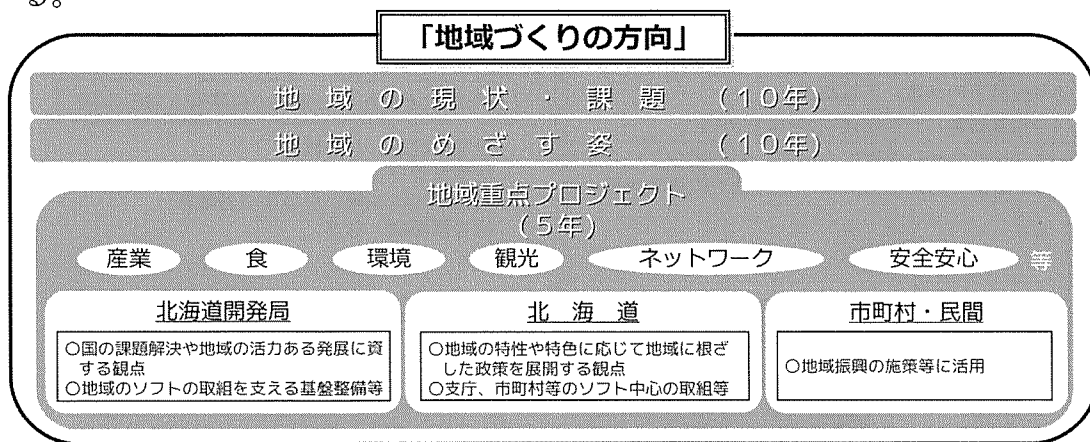 る。
「地域づくりの方向」
地域の現状・課題 (10年)
地域のめざす姿 (10年)
地域重点プロジェクト
(5年)
産業 食 環境 観光 ネットワーク 安全安心 等
北海道開発局
○国の課題解決や地域の活力ある発展に資
する観点
○地域のソフトの取組を支える基盤整備等
北海道
○地域の特性や特色に応じて地域に根ざ
した政策を展開する観点
○支庁、市町村等のソフト中心の取組等
市町村・民間
○地域振興の施策等に活用